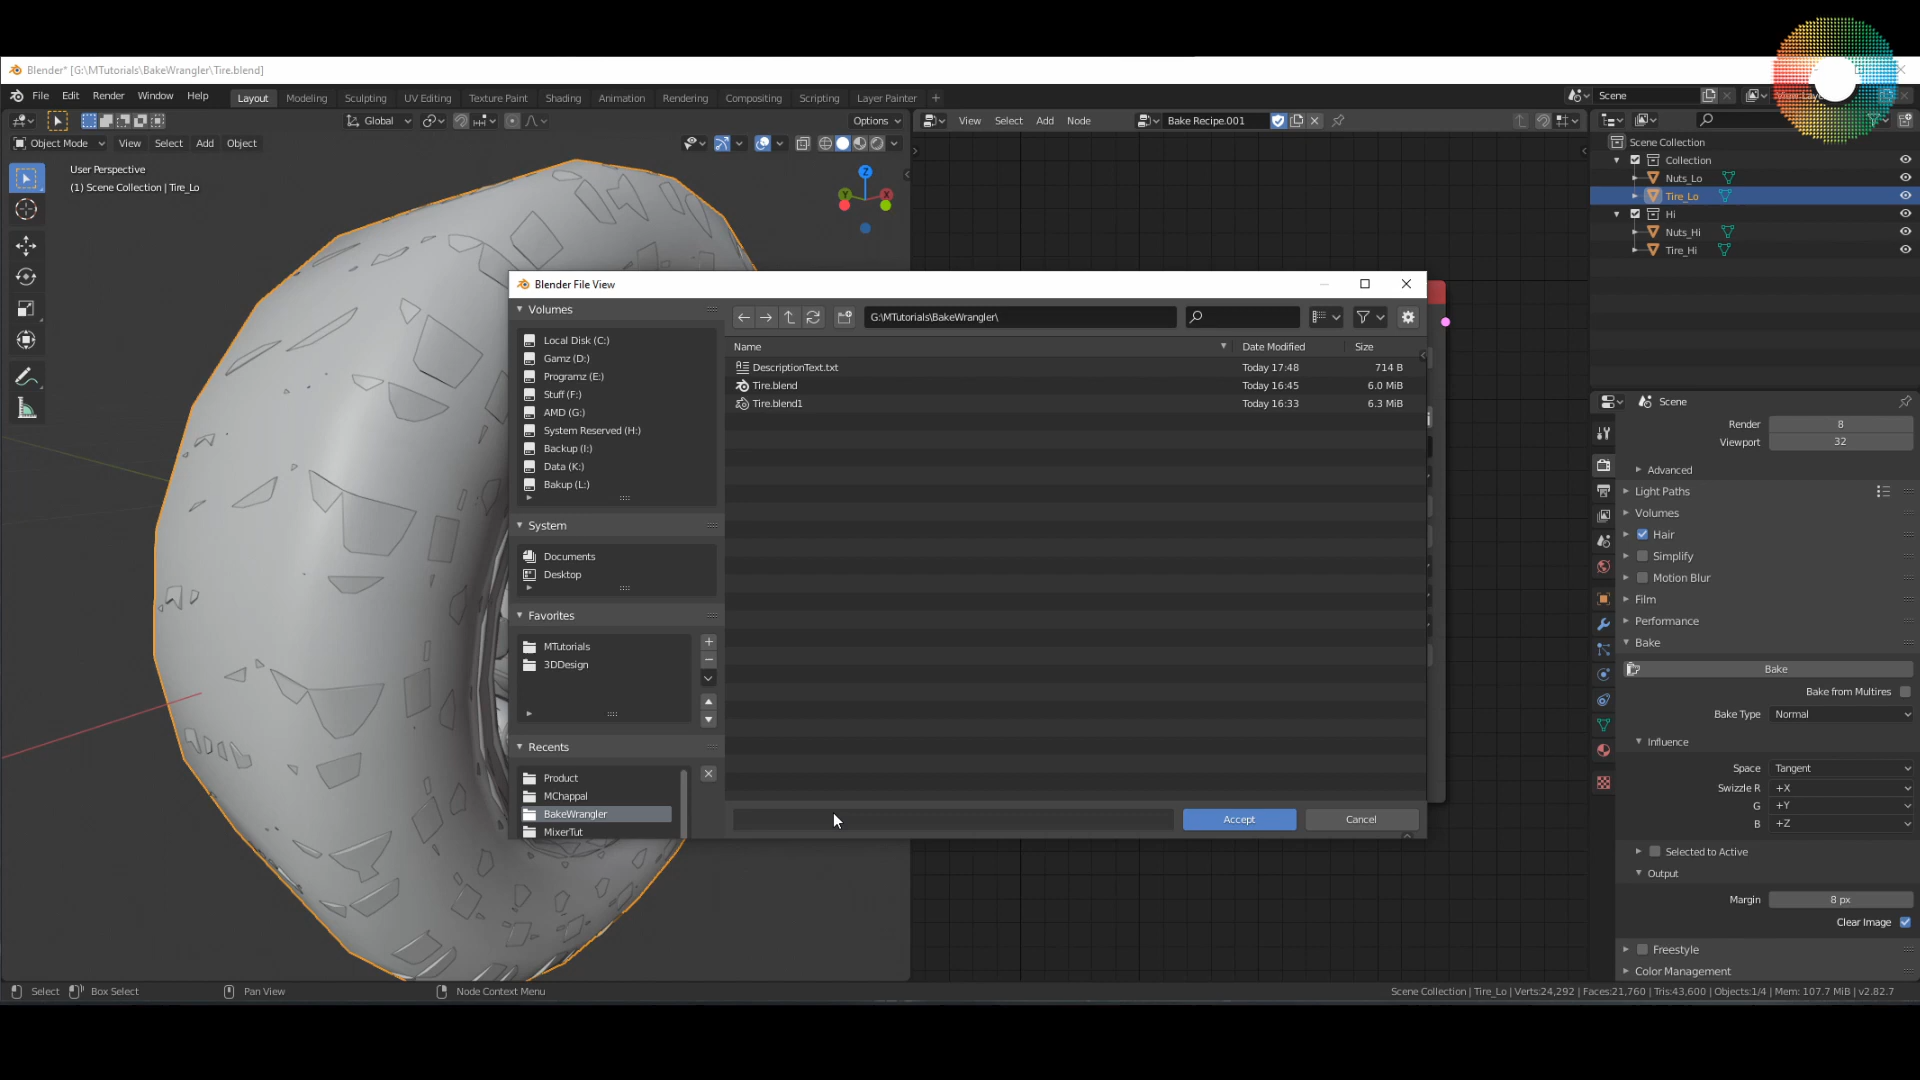 Blender* [G:\MTutorials\BakeWrangler\Tire.blend]
File Edit Render Window Help Layout Modeling Sculpting UV Editing Texture Paint Shading Animation Rendering Compositing Scripting Layer Painter + Scene
Global Options View Select Add Node Bake Recipe.001
Object Mode View Select Add Object
User Perspective
(1) Scene Collection | Tire_Lo
Z
Y
X
Scene Collection
Collection
Nuts_Lo
Tire_Lo
Hi
Nuts_Hi
Tire_Hi
Blender File View
Volumes
Local Disk (C:)
Gamz (D:)
Programz (E:)
Stuff (F:)
AMD (G:)
System Reserved (H:)
Backup (I:)
Data (K:)
Bakup (L:)
System
Documents
Desktop
Favorites
MTutorials
3DDesign
Recents
Product
MChappal
BakeWrangler
MixerTut
G:\MTutorials\BakeWrangler\
Name Date Modified Size
DescriptionText.txt Today 17:48 714 B
Tire.blend Today 16:45 6.0 MiB
Tire.blend1 Today 16:33 6.3 MiB
Accept Cancel
Scene
Render 8
Viewport 32
Advanced
Light Paths
Volumes
Hair
Simplify
Motion Blur
Film
Performance
Bake
Bake
Bake from Multires
Bake Type Normal
Influence
Space Tangent
Swizzle R +X
G +Y
B +Z
Selected to Active
Output
Margin 8 px
Clear Image
Freestyle
Color Management
Select Box Select Pan View Node Context Menu
Scene Collection | Tire_Lo | Verts:24,292 | Faces:21,760 | Tris:43,600 | Objects:1/4 | Mem: 107.7 MiB | v2.82.7